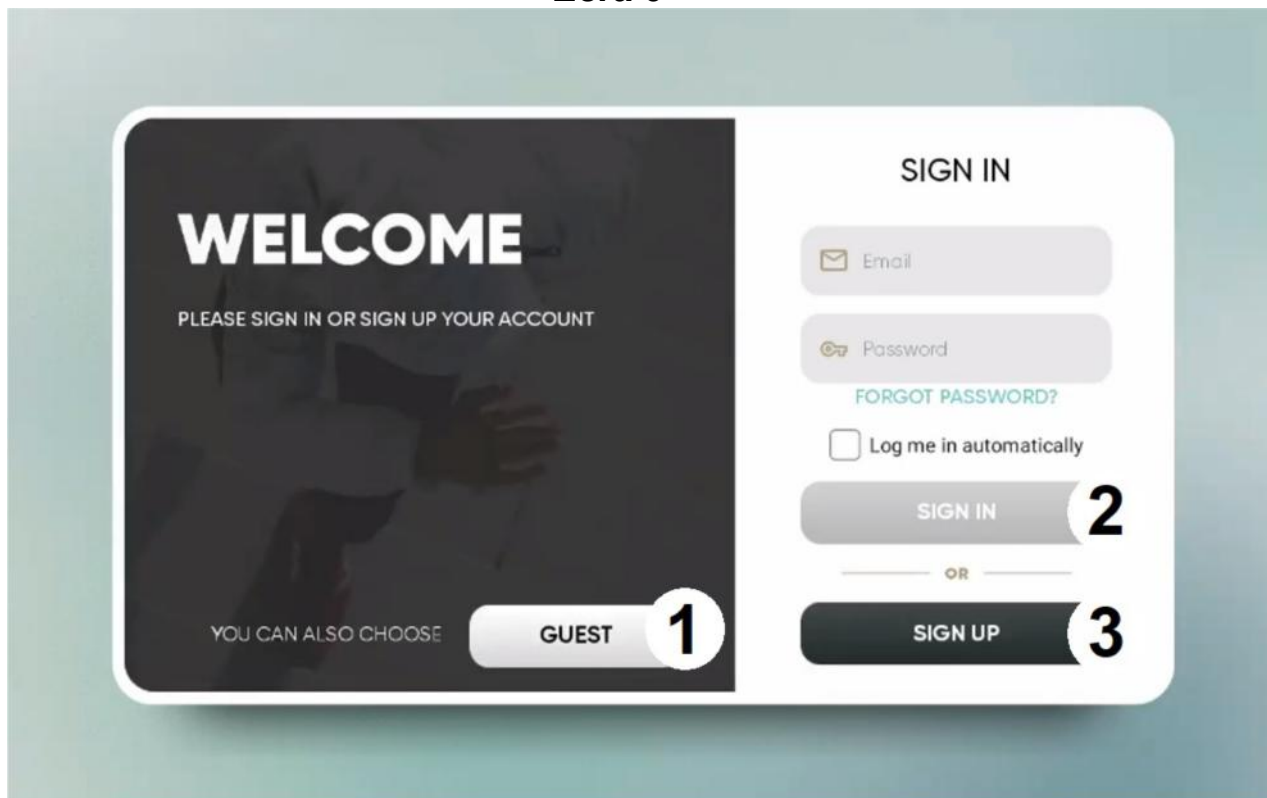 WELCOME
PLEASE SIGN IN OR SIGN UP YOUR ACCOUNT
YOU CAN ALSO CHOOSE
GUEST
1
SIGN IN
Email
Password
FORGOT PASSWORD?
Log me in automatically
SIGN IN
2
OR
SIGN UP
3